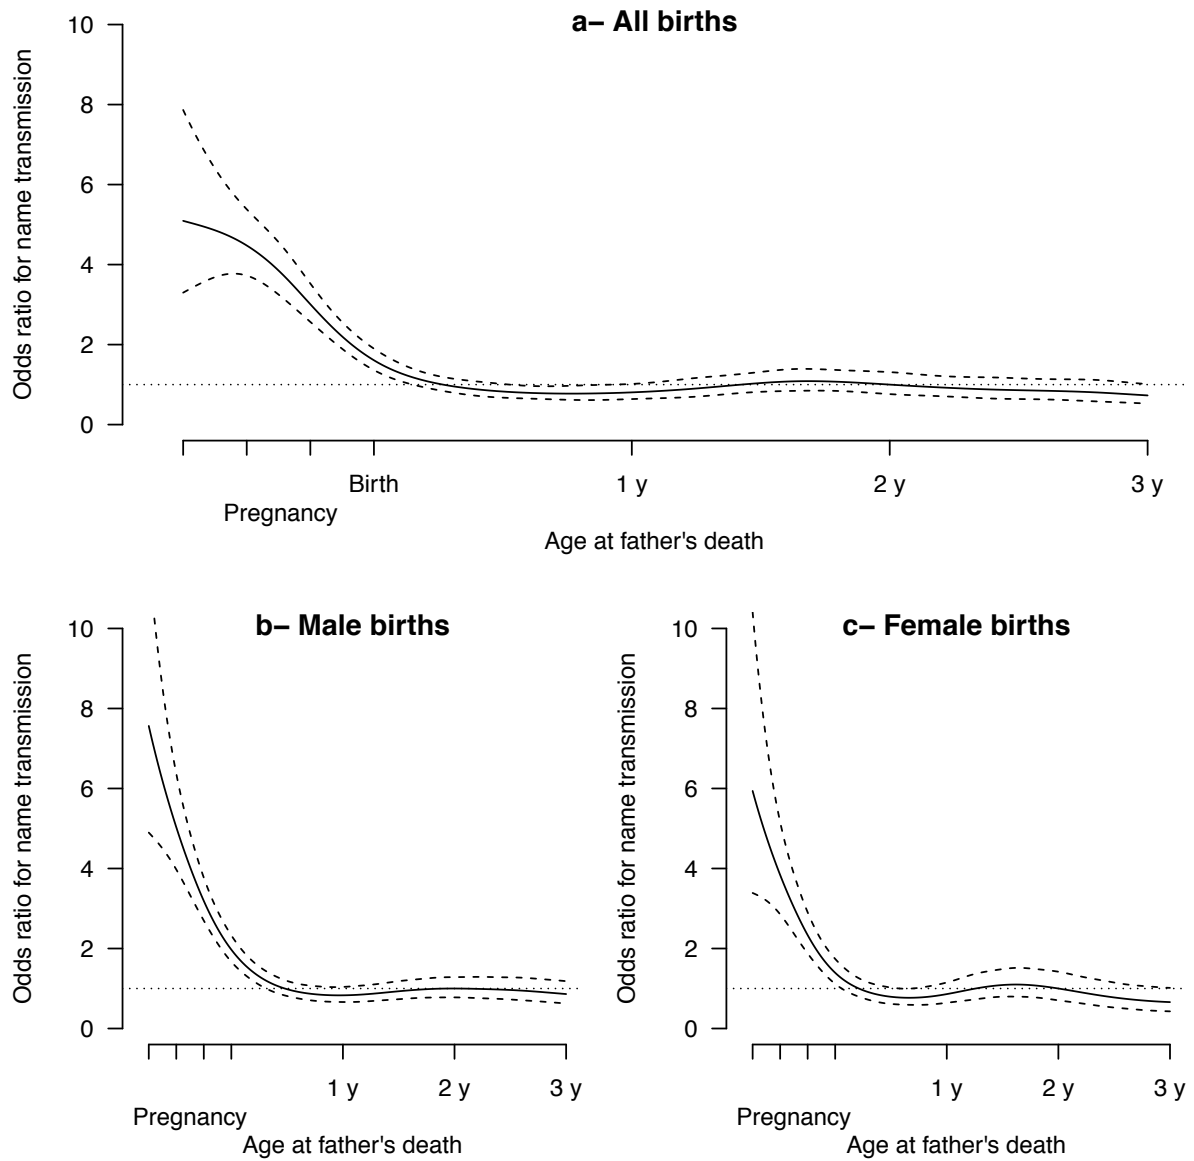 a– All births
Odds ratio for name transmission
10
8
6
4
2
0
Birth
1 y
2 y
3 y
Pregnancy
Age at father's death
b– Male births
Odds ratio for name transmission
10
8
6
4
2
0
1 y
2 y
3 y
Pregnancy
Age at father's death
c– Female births
Odds ratio for name transmission
10
8
6
4
2
0
1 y
2 y
3 y
Pregnancy
Age at father's death